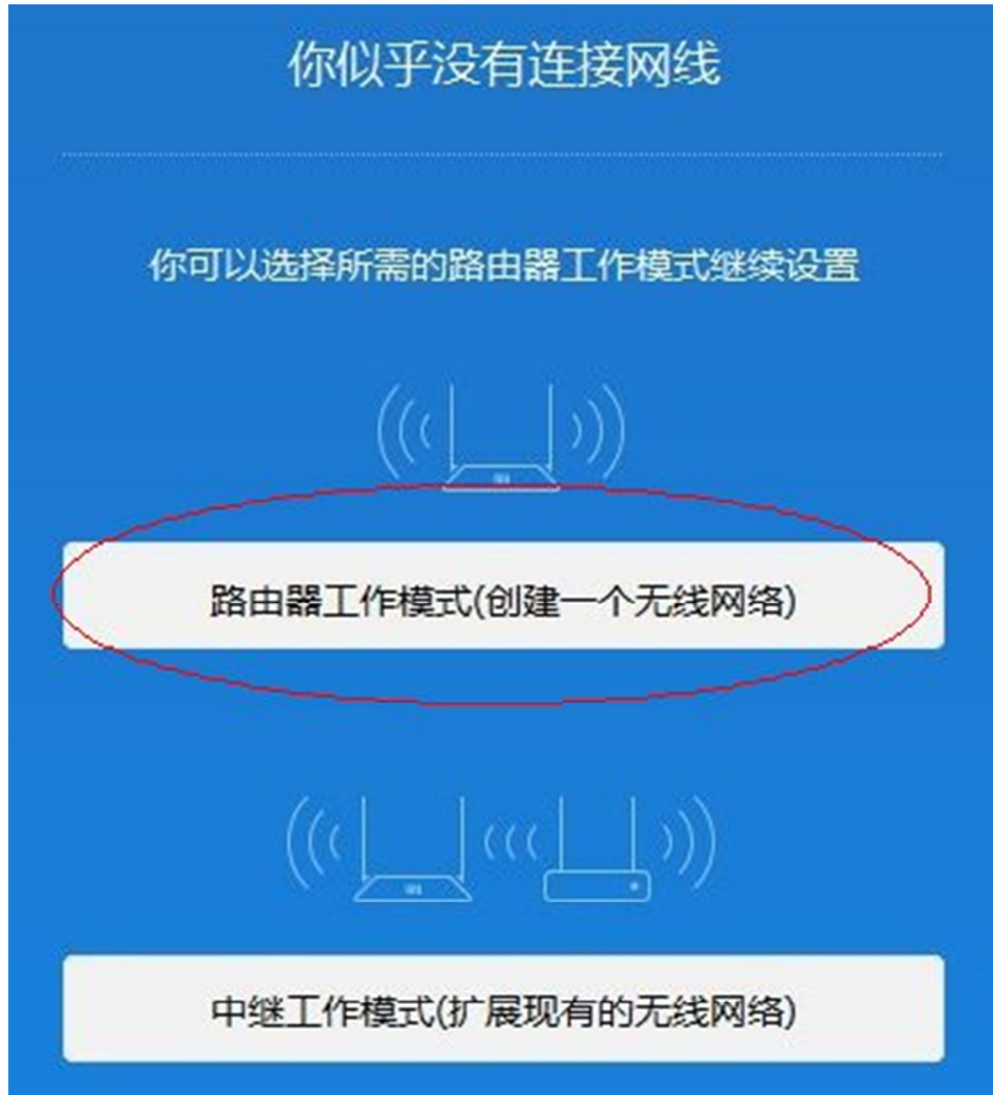 你似乎没有连接网线
你可以选择所需的路由器工作模式继续设置
路由器工作模式(创建一个无线网络)
中继工作模式(扩展现有的无线网络)